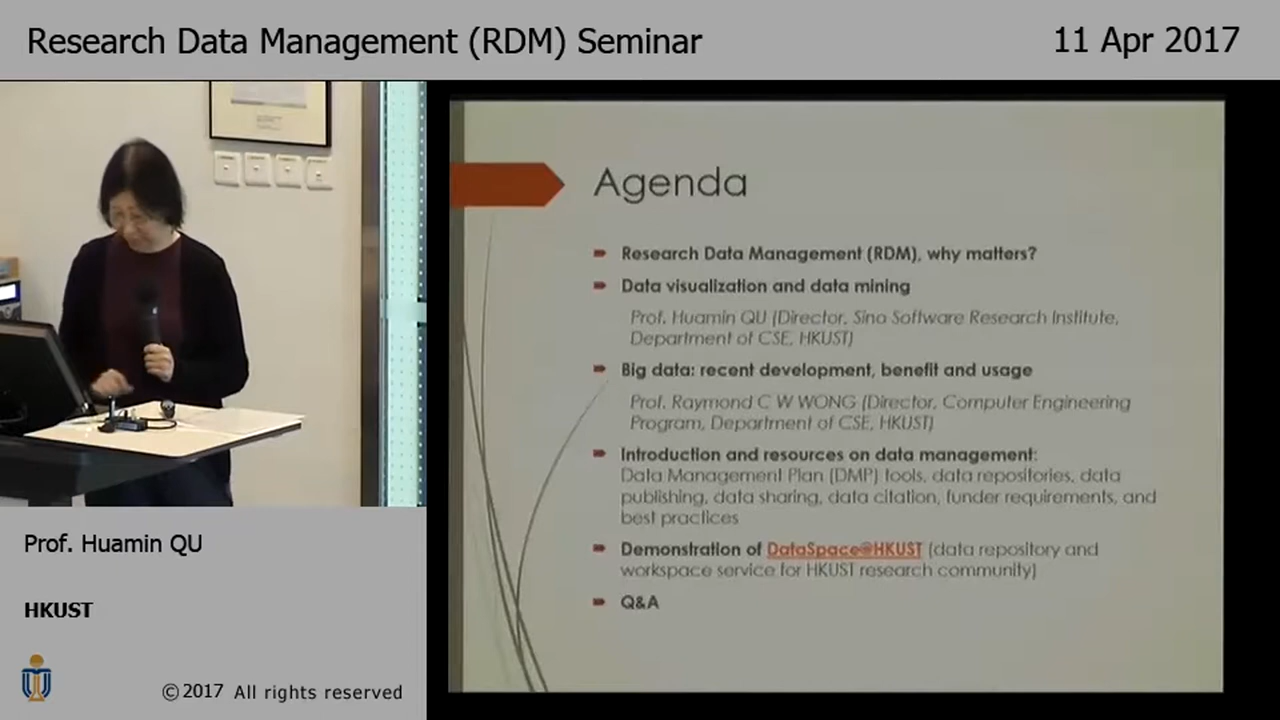 Research Data Management (RDM) Seminar
11 Apr 2017
Agenda
Research Data Management (RDM), why matters?
Data visualization and data mining
Prof. Huamin QU (Director, Sino Software Research Institute,
Department of CSE, HKUST)
Big data: recent development, benefit and usage
Prof. Raymond C W WONG (Director, Computer Engineering
Program, Department of CSE, HKUST)
Introduction and resources on data management:
Data Management Plan (DMP) tools, data repositories, data
publishing, data sharing, data citation, funder requirements, and
best practices
Demonstration of DataSpace@HKUST (data repository and
workspace service for HKUST research community)
Q&A
Prof. Huamin QU
HKUST
©2017 All rights reserved